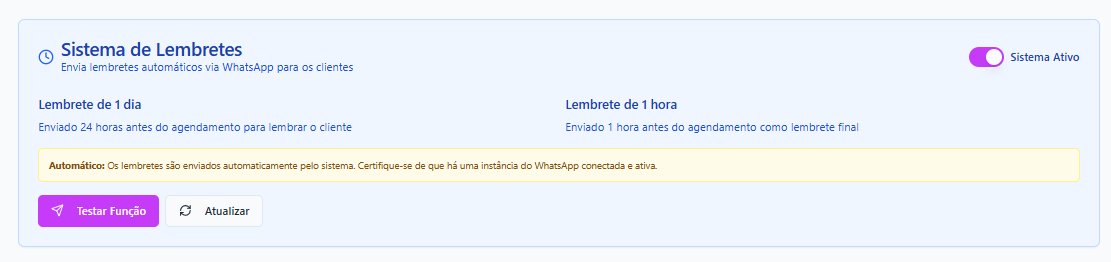 Sistema de Lembretes
Envia lembretes automáticos via WhatsApp para os clientes
Sistema Ativo
Lembrete de 1 dia
Enviado 24 horas antes do agendamento para lembrar o cliente
Lembrete de 1 hora
Enviado 1 hora antes do agendamento como lembrete final
Automático: Os lembretes são enviados automaticamente pelo sistema. Certifique-se de que há uma instância do WhatsApp conectada e ativa.
Testar Função
Atualizar